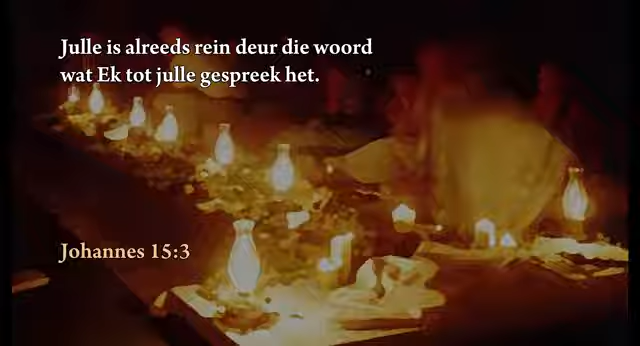 Julle is alreeds rein deur die woord
wat Ek tot julle gespreek het.
Johannes 15:3